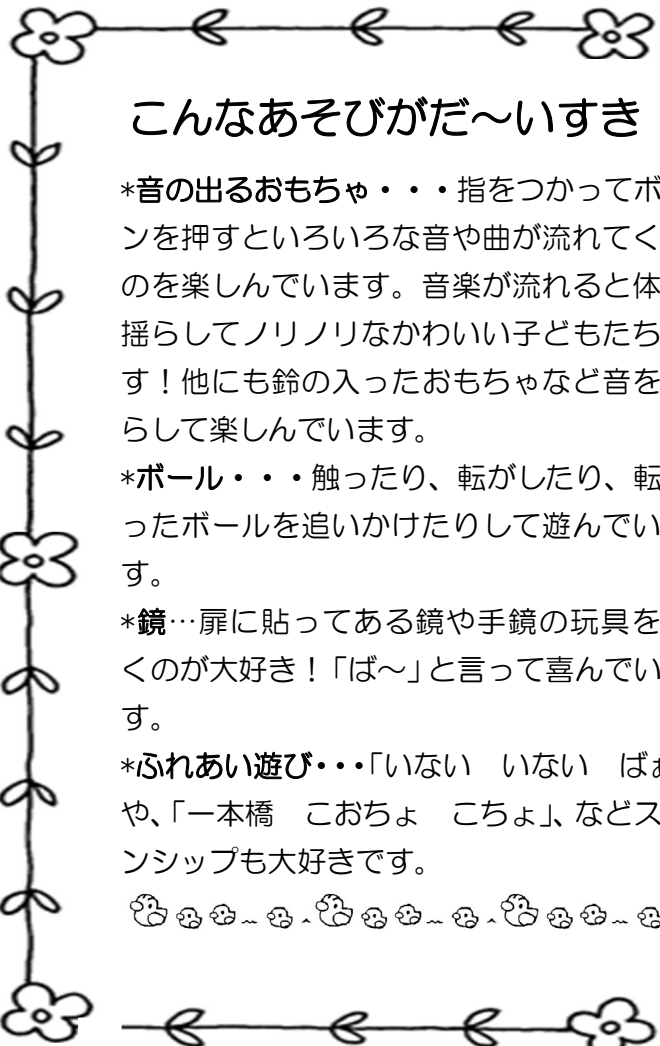 こんなあそびがだ～いすき
*音の出るおもちゃ・・・指をつかってボ
ンを押すといろいろな音や曲が流れてく
のを楽しんでいます。音楽が流れると体
揺らしてノリノリなかわいい子どもたち
す！他にも鈴の入ったおもちゃなど音を
らして楽しんでいます。
*ボール・・・触ったり、転がしたり、転
ったボールを追いかけたりして遊んでい
す。
*鏡…扉に貼ってある鏡や手鏡の玩具を
くのが大好き！「ば～」と言って喜んでい
す。
*ふれあい遊び・・・「いない　いない　ばぁ
や、「一本橋　こおちょ　こちょ」、などス
ンシップも大好きです。